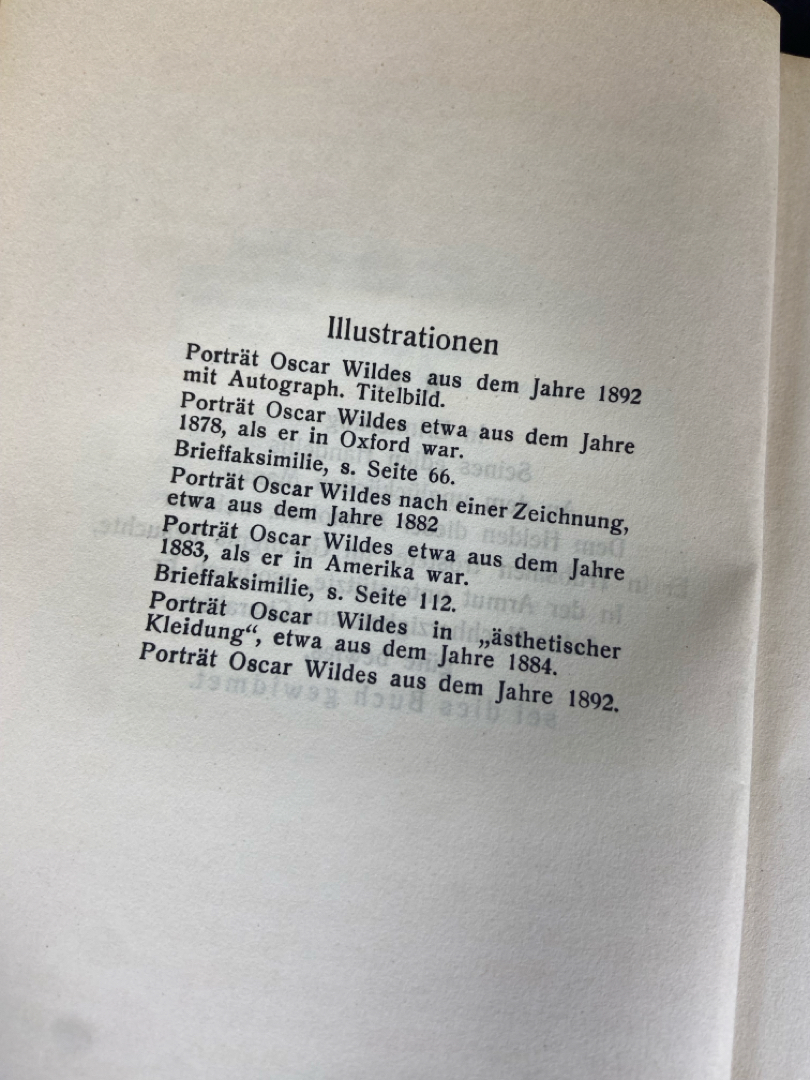 Illustrationen
Porträt Oscar Wildes aus dem Jahre 1892
mit Autograph. Titelbild.
Porträt Oscar Wildes etwa aus dem Jahre
1878, als er in Oxford war.
Brieffaksimilie, s. Seite 66.
Porträt Oscar Wildes nach einer Zeichnung,
etwa aus dem Jahre 1882
Porträt Oscar Wildes etwa aus dem Jahre
1883, als er in Amerika war.
Brieffaksimilie, s. Seite 112.
Porträt Oscar Wildes in „ästhetischer
Kleidung“, etwa aus dem Jahre 1884.
Porträt Oscar Wildes aus dem Jahre 1892.